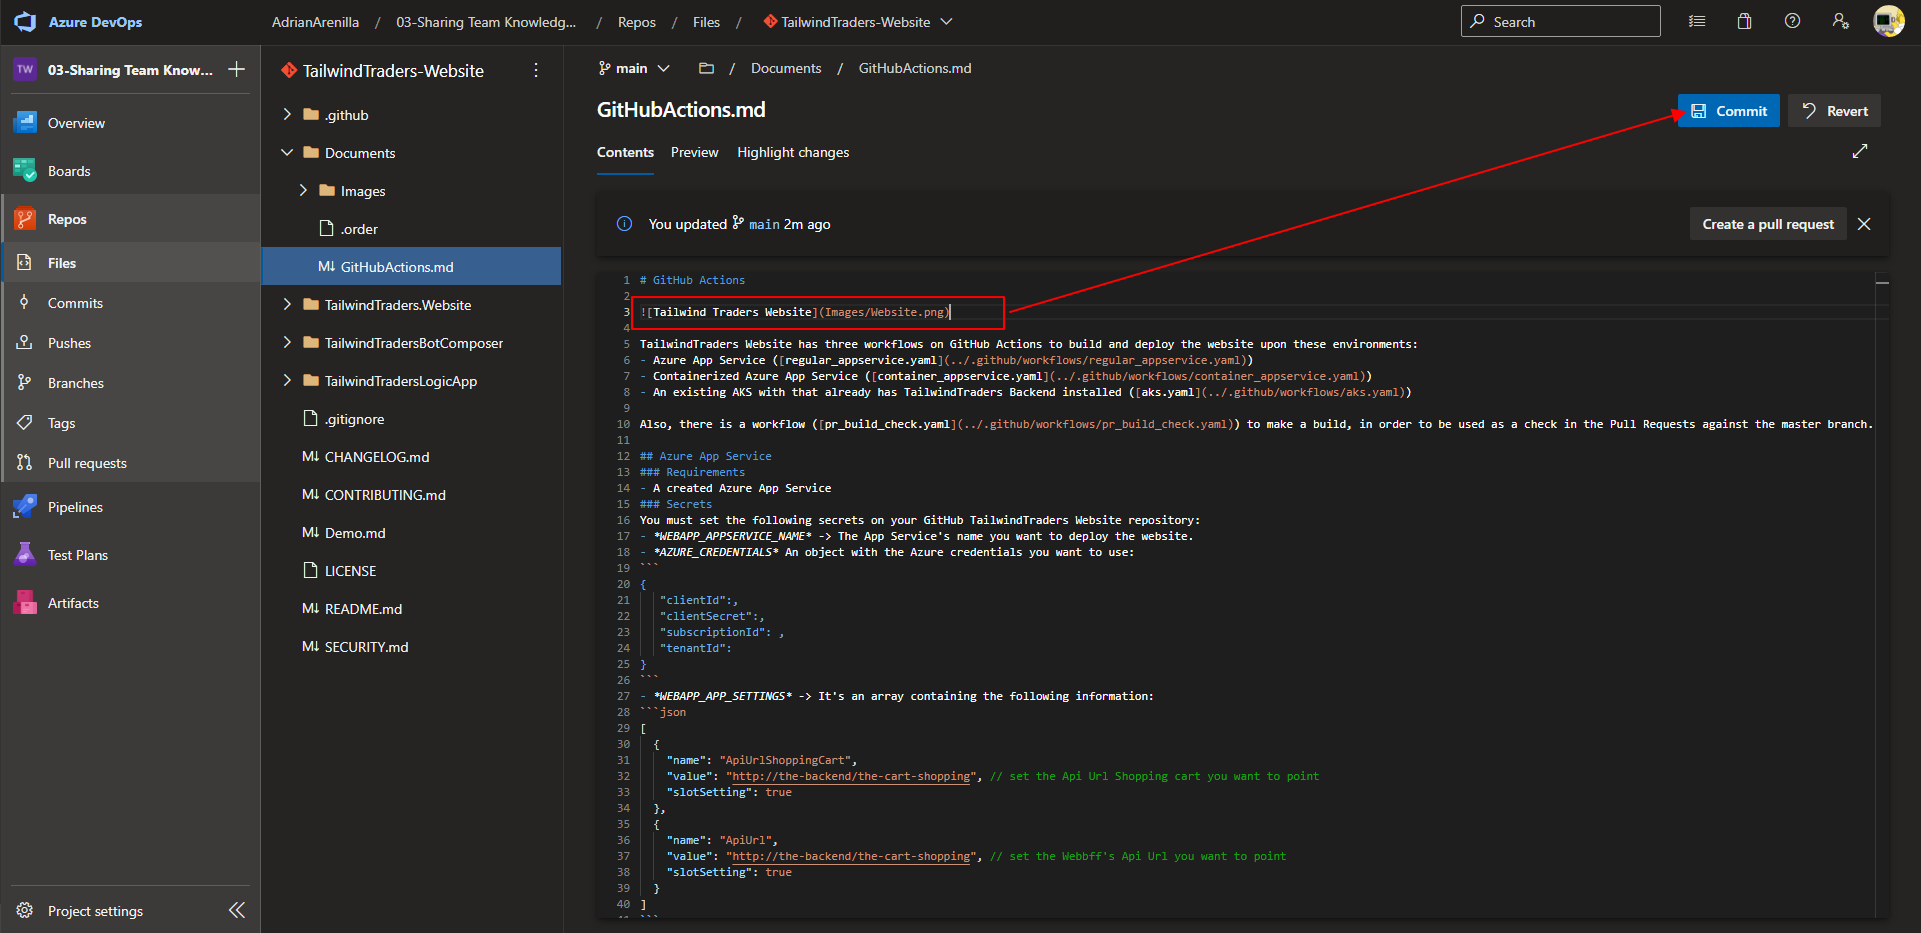 Azure DevOps
AdrianArenilla / 03-Sharing Team Knowledg... / Repos / Files / TailwindTraders-Website
Search
TW 03-Sharing Team Know...
Overview
Boards
Repos
Files
Commits
Pushes
Branches
Tags
Pull requests
Pipelines
Test Plans
Artifacts
Project settings
TailwindTraders-Website
.github
Documents
Images
.order
GitHubActions.md
TailwindTraders.Website
TailwindTradersBotComposer
TailwindTradersLogicApp
.gitignore
CHANGELOG.md
CONTRIBUTING.md
Demo.md
LICENSE
README.md
SECURITY.md
main / Documents / GitHubActions.md
GitHubActions.md
Commit
Revert
Contents Preview Highlight changes
You updated main 2m ago
Create a pull request
1 # GitHub Actions
2
3 ![Tailwind Traders Website](Images/Website.png)
4
5 TailwindTraders Website has three workflows on GitHub Actions to build and deploy the website upon these environments:
6 - Azure App Service ([regular_appservice.yaml](../.github/workflows/regular_appservice.yaml))
7 - Containerized Azure App Service ([container_appservice.yaml](../.github/workflows/container_appservice.yaml))
8 - An existing AKS with that already has TailwindTraders Backend installed ([aks.yaml](../.github/workflows/aks.yaml))
9
10 Also, there is a workflow ([pr_build_check.yaml](../.github/workflows/pr_build_check.yaml)) to make a build, in order to be used as a check in the Pull Requests against the master branch.
11
12 ## Azure App Service
13 ### Requirements
14 - A created Azure App Service
15 ### Secrets
16 You must set the following secrets on your GitHub TailwindTraders Website repository:
17 - *WEBAPP_APPSERVICE_NAME* -> The App Service's name you want to deploy the website.
18 - *AZURE_CREDENTIALS* An object with the Azure credentials you want to use:
19 ```
20 {
21 "clientId":,
22 "clientSecret":,
23 "subscriptionId": ,
24 "tenantId":
25 }
26 ```
27 - *WEBAPP_APP_SETTINGS* -> It's an array containing the following information:
28 ```json
29 [
30 {
31 "name": "ApiUrlShoppingCart",
32 "value": "http://the-backend/the-cart-shopping", // set the Api Url Shopping cart you want to point
33 "slotSetting": true
34 },
35 {
36 "name": "ApiUrl",
37 "value": "http://the-backend/the-cart-shopping", // set the Webbff's Api Url you want to point
38 "slotSetting": true
39 }
40 ]